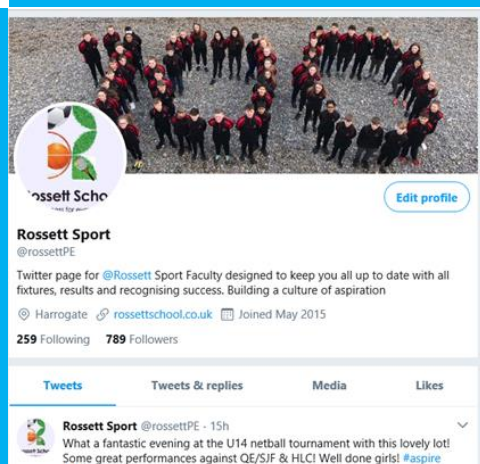 ossett Scho
Edit profile
Rossett Sport
@rossettPE
Twitter page for @Rossett Sport Faculty designed to keep you all up to date with all
fixtures, results and recognising success. Building a culture of aspiration
Harrogate rossettschool.co.uk Joined May 2015
259 Following 789 Followers
Tweets Tweets & replies Media Likes
Rossett Sport @rossettPE - 15h
What a fantastic evening at the U14 netball tournament with this lovely lot!
Some great performances against QE/SJF & HLC! Well done girls! #aspire